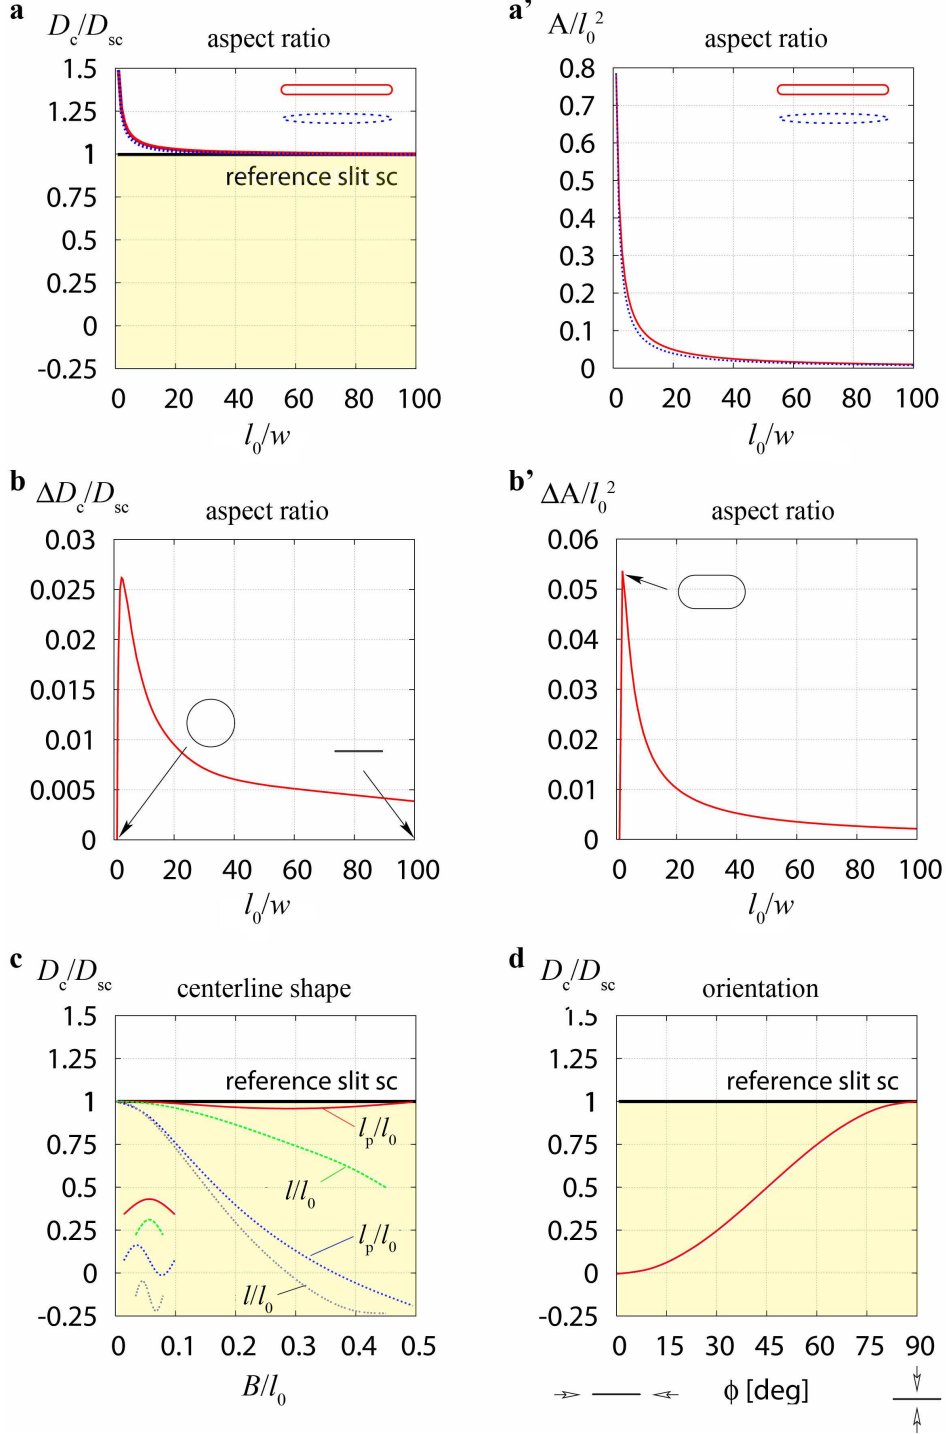 a
D_c/D_sc
aspect ratio
1.5
1.25
1
0.75
0.5
0.25
0
-0.25
reference slit sc
0 20 40 60 80 100
l_0/w
a’
A/l_0^2
aspect ratio
0.8
0.7
0.6
0.5
0.4
0.3
0.2
0.1
0
0 20 40 60 80 100
l_0/w
b
ΔD_c/D_sc
aspect ratio
0.03
0.025
0.02
0.015
0.01
0.005
0
0 20 40 60 80 100
l_0/w
b’
ΔA/l_0^2
aspect ratio
0.06
0.05
0.04
0.03
0.02
0.01
0
0 20 40 60 80 100
l_0/w
c
D_c/D_sc
centerline shape
1.5
1.25
1
0.75
0.5
0.25
0
-0.25
reference slit sc
l_p/l_0
l/l_0
l_p/l_0
l/l_0
0 0.1 0.2 0.3 0.4 0.5
B/l_0
d
D_c/D_sc
orientation
1.5
1.25
1
0.75
0.5
0.25
0
-0.25
reference slit sc
0 15 30 45 60 75 90
ϕ [deg]